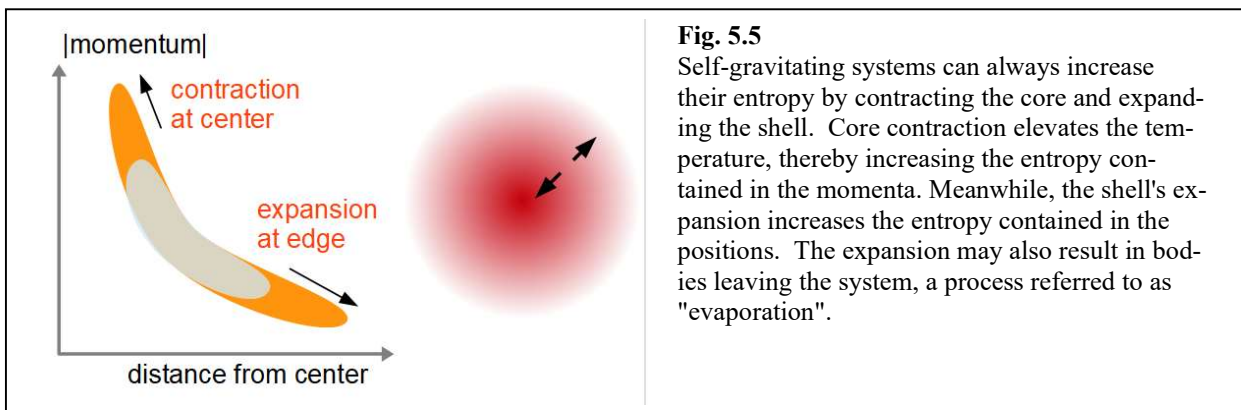 |momentum|
contraction
at center
expansion
at edge
distance from center
Fig. 5.5
Self-gravitating systems can always increase
their entropy by contracting the core and expand-
ing the shell. Core contraction elevates the tem-
perature, thereby increasing the entropy con-
tained in the momenta. Meanwhile, the shell's ex-
pansion increases the entropy contained in the
positions. The expansion may also result in bod-
ies leaving the system, a process referred to as
"evaporation".